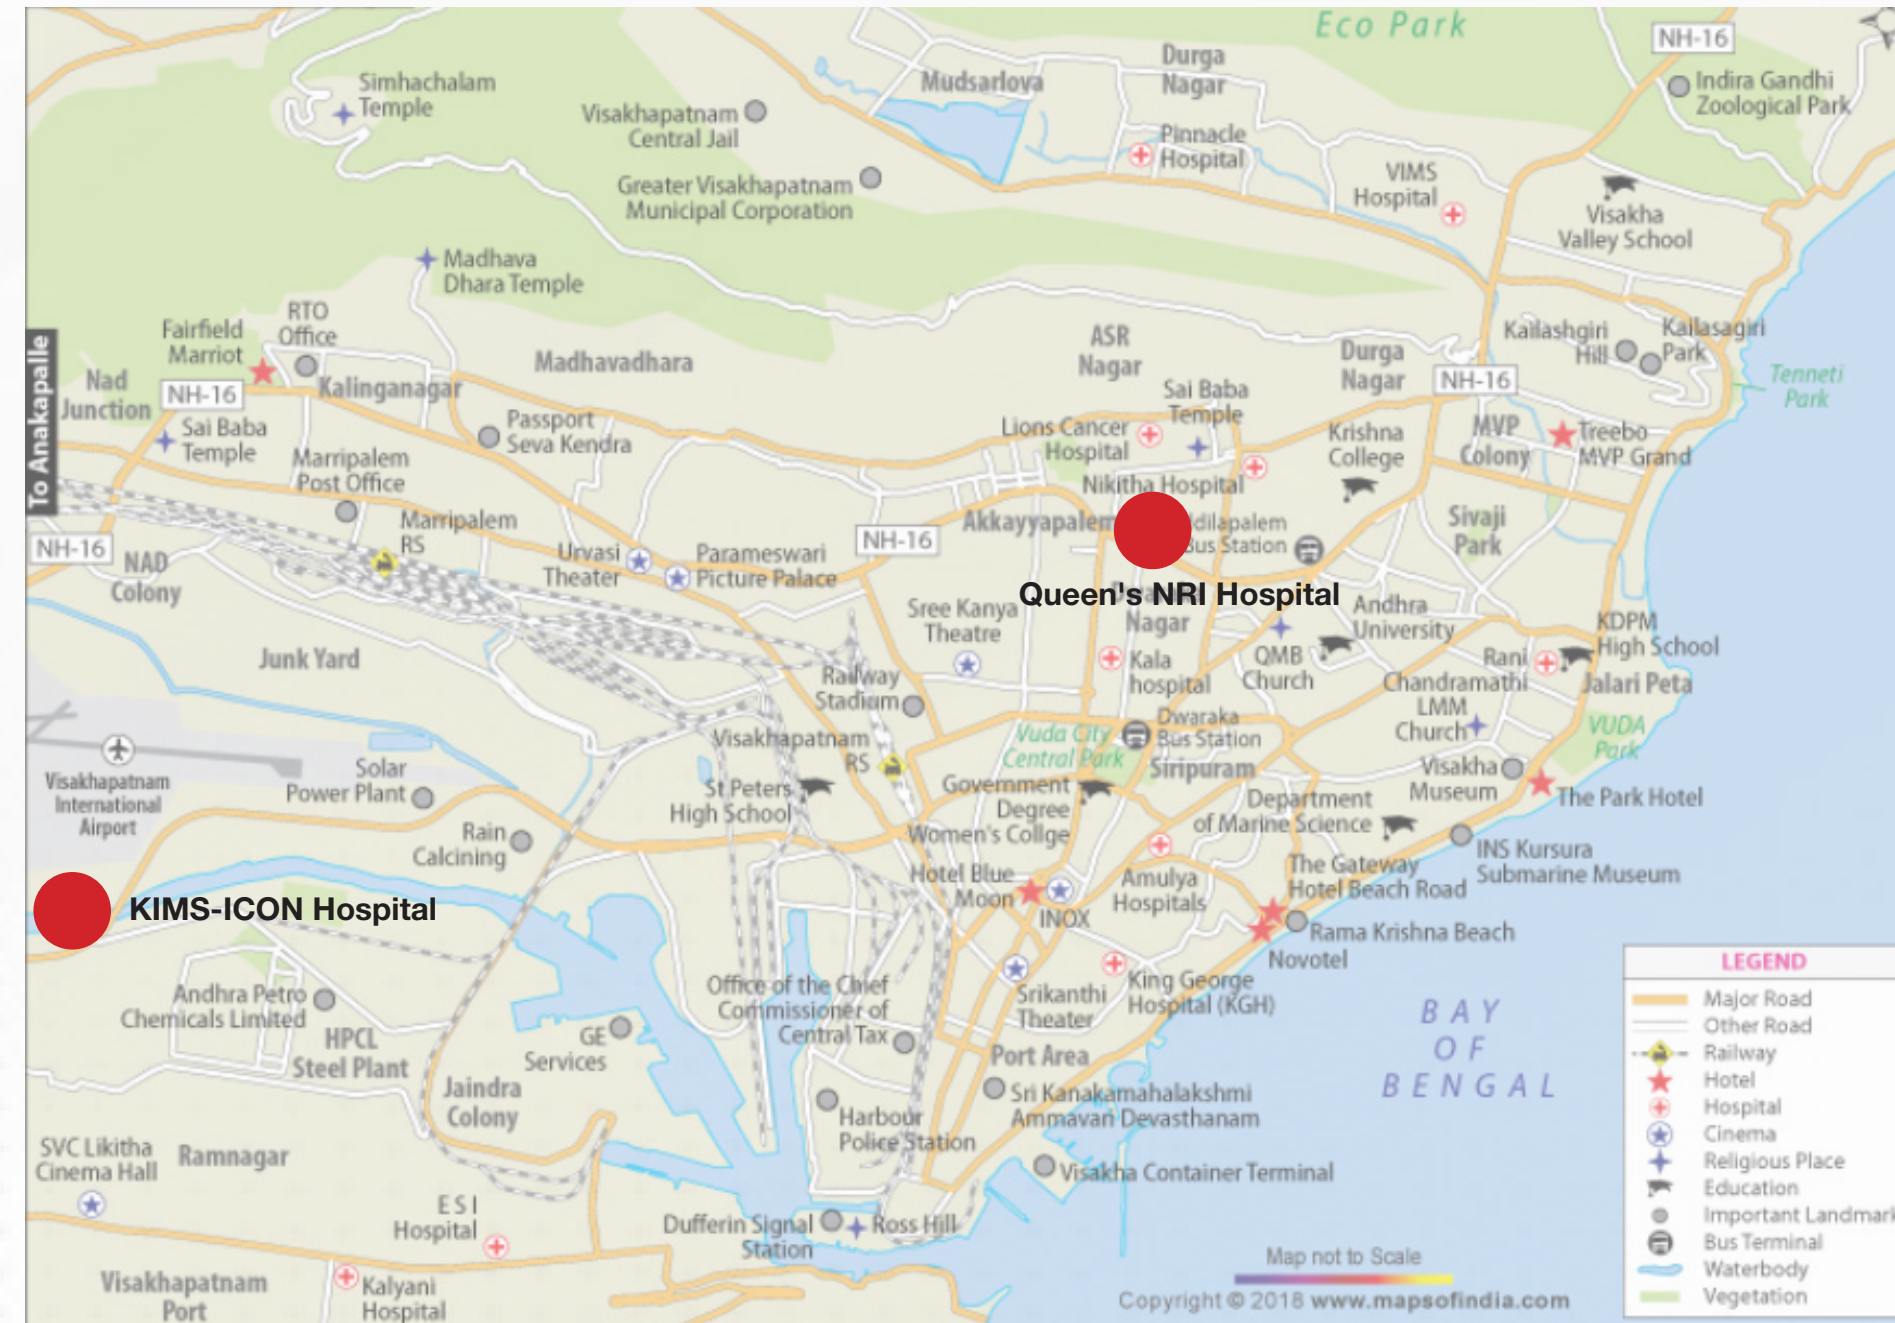 Eco Park
NH-16
Indira Gandhi
Zoological Park
Durga
Nagar
Mudsarlova
Simhachalam
Temple
Visakhapatnam
Central Jail
Pinnacle
Hospital
VIMS
Hospital
Greater Visakhapatnam
Municipal Corporation
Visakha
Valley School
Madhava
Dhara Temple
RTO
Office
Fairfield
Marriot
Kailashgiri
Hill
Kailasagiri
Park
ASR
Nagar
Durga
Nagar
Madhavadhara
To Anakapalle
Nad
Junction
NH-16
Kalinganagar
NH-16
Tenneti
Park
Sai Baba
Temple
Passport
Seva Kendra
Sai Baba
Temple
Lions Cancer
Hospital
Krishna
College
MVP
Colony
Treebo
MVP Grand
Marripalem
Post Office
Nikitha Hospital
Marripalem
RS
Akkayyapalem
dilapalem
Bus Station
Sivaji
Park
NH-16
NH-16
NAD
Colony
Urvasi
Theater
Parameswari
Picture Palace
Queen's NRI Hospital
Nagar
Sree Kanya
Theatre
Andhra
University
KDPM
High School
Junk Yard
Kala
hospital
QMB
Church
Rani
Chandramathi
Jalari Peta
Railway
Stadium
LMM
Church
Visakhapatnam
RS
Vuda City
Central Park
Dwaraka
Bus Station
VUDA
Park
Siripuram
Visakhapatnam
International
Airport
Solar
Power Plant
St Peters
High School
Government
Degree
Women's Collge
Visakha
Museum
The Park Hotel
Department
of Marine Science
Rain
Calcining
INS Kursura
Submarine Museum
The Gateway
Hotel Beach Road
Hotel Blue
Moon
INOX
Amulya
Hospitals
KIMS-ICON Hospital
Rama Krishna Beach
Novotel
Office of the Chief
Commissioner of
Central Tax
Srikanthi
Theater
King George
Hospital (KGH)
Andhra Petro
Chemicals Limited
HPCL
Steel Plant
GE
Services
Port Area
BAY
OF
BENGAL
Jaindra
Colony
Sri Kanakamahalakshmi
Ammavan Devasthanam
Harbour
Police Station
SVC Likitha
Cinema Hall
Ramnagar
Visakha Container Terminal
E S I
Hospital
Dufferin Signal
Station
Ross Hill
Visakhapatnam
Port
Kalyani
Hospital
Map not to Scale
Copyright © 2018 www.mapsofindia.com
LEGEND
Major Road
Other Road
Railway
Hotel
Hospital
Cinema
Religious Place
Education
Important Landmark
Bus Terminal
Waterbody
Vegetation